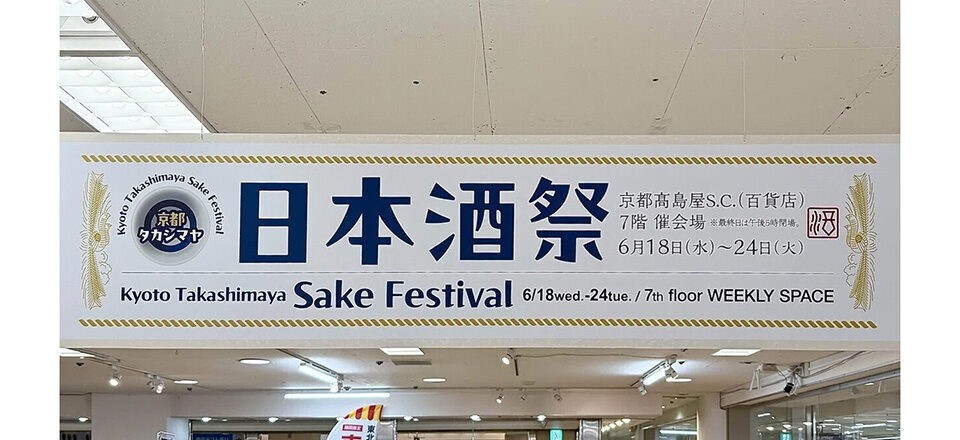 Kyoto Takashimaya Sake Festival
京都
タカシマヤ
日本酒祭
京都髙島屋S.C.(百貨店)
7階 催会場 ※最終日は午後5時閉場。
6月18日(水)〜24日(火)
Kyoto Takashimaya Sake Festival 6/18wed.-24tue. / 7th floor WEEKLY SPACE
東北